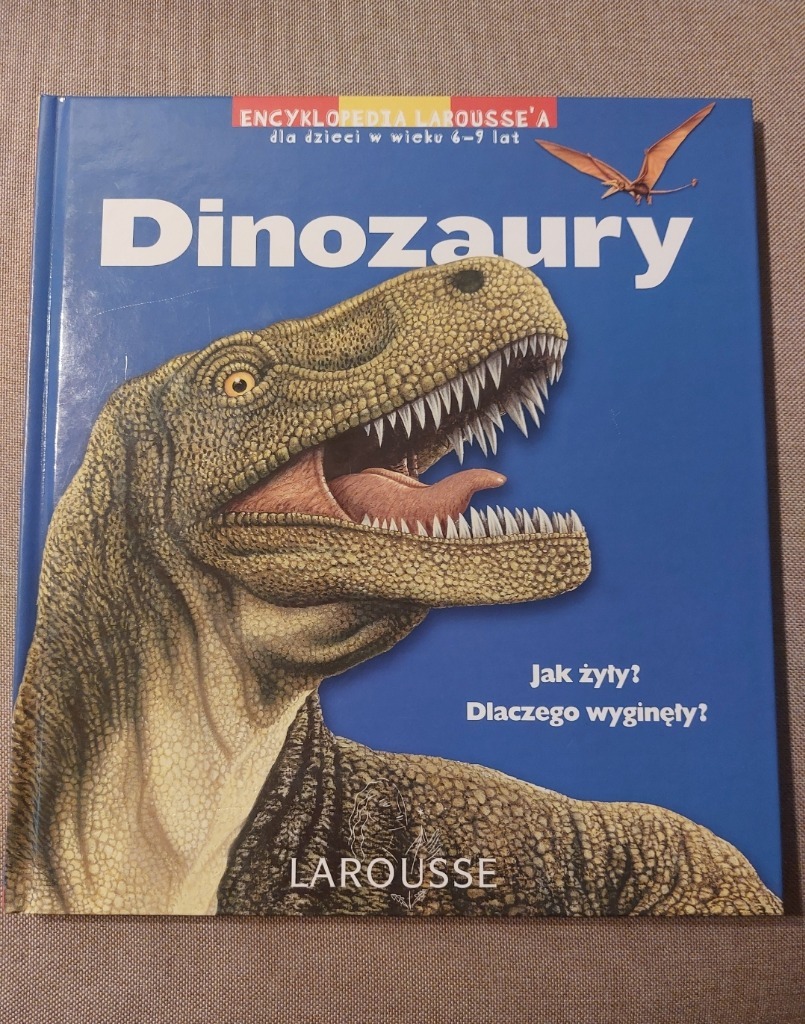 ENCYKLOPEDIA LAROUSSE'A
dla dzieci w wieku 6-9 lat
Dinozaury
Jak żyły?
Dlaczego wyginęły?
LAROUSSE